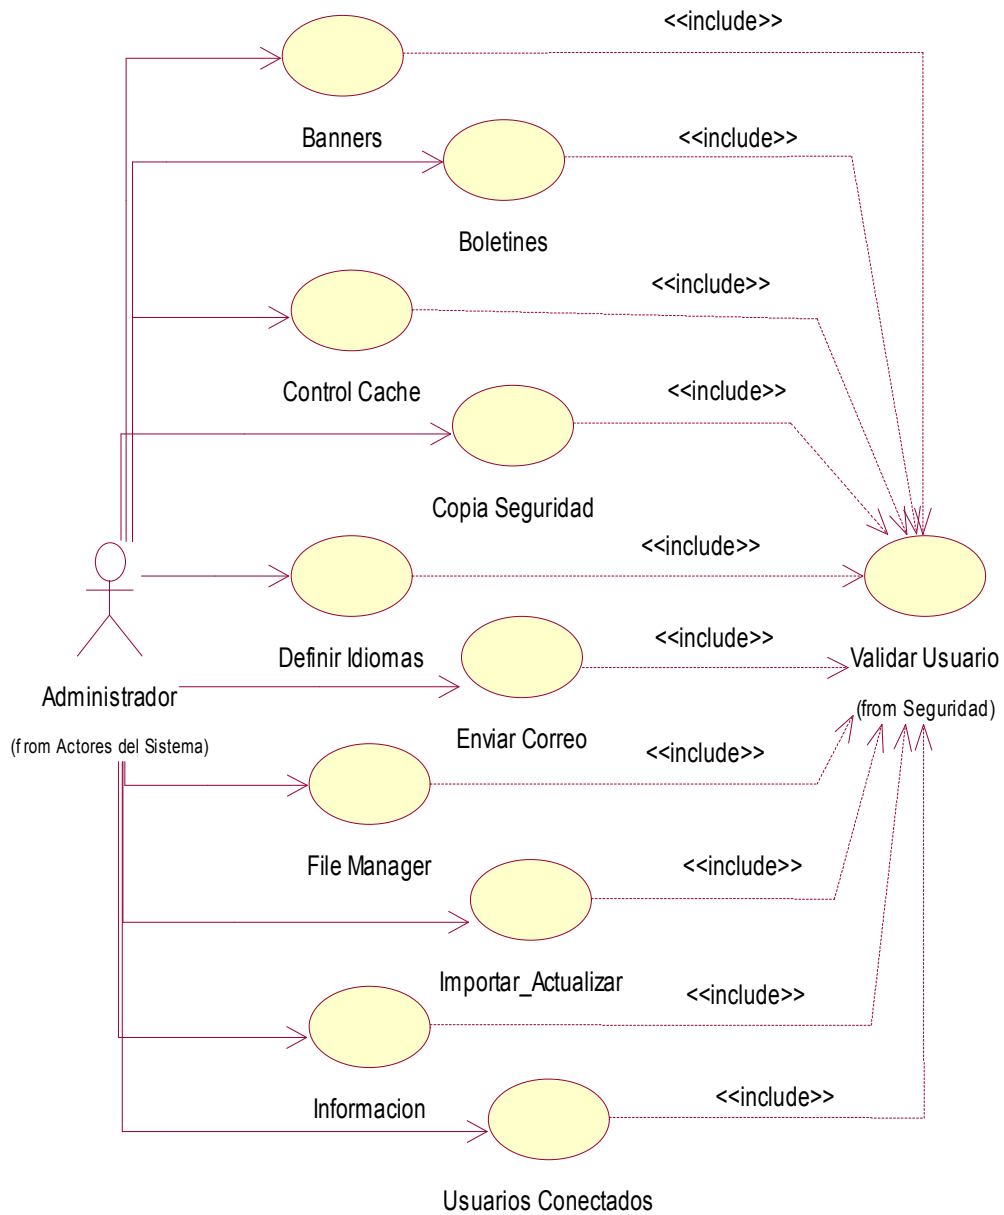 <<include>>
Banners
<<include>>
Boletines
<<include>>
Control Cache
<<include>>
Copia Seguridad
<<include>>
Definir Idiomas
<<include>>
Validar Usuario
(from Seguridad)
Administrador
(from Actores del Sistema)
Enviar Correo
<<include>>
File Manager
<<include>>
Importar_Actualizar
<<include>>
Informacion
<<include>>
Usuarios Conectados